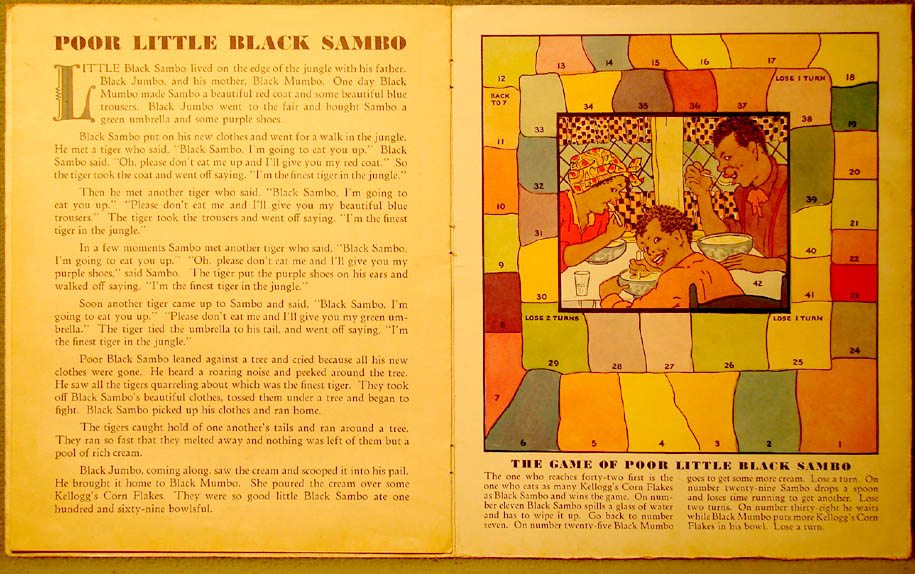 POOR LITTLE BLACK SAMBO
LITTLE Black Sambo lived on the edge of the jungle with his father,
Black Jumbo, and his mother, Black Mumbo. One day Black
Mumbo made Sambo a beautiful red coat and some beautiful blue
trousers. Black Jumbo went to the fair and bought Sambo a
green umbrella and some purple shoes.
Black Sambo put on his new clothes and went for a walk in the jungle.
He met a tiger who said, "Black Sambo, I'm going to eat you up." Black
Sambo said, "Oh, please don't eat me up and I'll give you my red coat." So
the tiger took the coat and went off saying, "I'm the finest tiger in the jungle."
Then he met another tiger who said, "Black Sambo, I'm going to
eat you up." "Please don't eat me and I'll give you my beautiful blue
trousers." The tiger took the trousers and went off saying, "I'm the finest
tiger in the jungle."
In a few moments Sambo met another tiger who said, "Black Sambo,
I'm going to eat you up." "Oh, please don't eat me and I'll give you my
purple shoes," said Sambo. The tiger put the purple shoes on his ears and
walked off saying, "I'm the finest tiger in the jungle."
Soon another tiger came up to Sambo and said, "Black Sambo, I'm
going to eat you up." "Please don't eat me and I'll give you my green um-
brella." The tiger tied the umbrella to his tail, and went off saying, "I'm
the finest tiger in the jungle."
Poor Black Sambo leaned against a tree and cried because all his new
clothes were gone. He heard a roaring noise and peeked around the tree.
He saw all the tigers quarreling about which was the finest tiger. They took
off Black Sambo's beautiful clothes, tossed them under a tree and began to
fight. Black Sambo picked up his clothes and ran home.
The tigers caught hold of one another's tails and ran around a tree.
They ran so fast that they melted away and nothing was left of them but a
pool of rich cream.
Black Jumbo, coming along, saw the cream and scooped it into his pail.
He brought it home to Black Mumbo. She poured the cream over some
Kellogg's Corn Flakes. They were so good little Black Sambo ate one
hundred and sixty-nine bowlsful.
12
13
14
15
16
17
18
BACK
TO 7
LOSE 1 TURN
34
35
36
37
38
33
19
11
32
20
10
39
31
21
9
40
22
42
30
41
23
8
LOSE 2 TURNS
LOSE 1 TURN
29
28
27
26
25
24
7
6
5
4
3
2
1
THE GAME OF POOR LITTLE BLACK SAMBO
The one who reaches forty-two first is the
one who eats as many Kellogg's Corn Flakes
as Black Sambo and wins the game. On num-
ber eleven Black Sambo spills a glass of water
and has to wipe it up. Go back to number
seven. On number twenty-five Black Mumbo
goes to get some more cream. Lose a turn. On
number twenty-nine Sambo drops a spoon
and loses time running to get another. Lose
two turns. On number thirty-eight he waits
while Black Mumbo puts more Kellogg's Corn
Flakes in his bowl. Lose a turn.